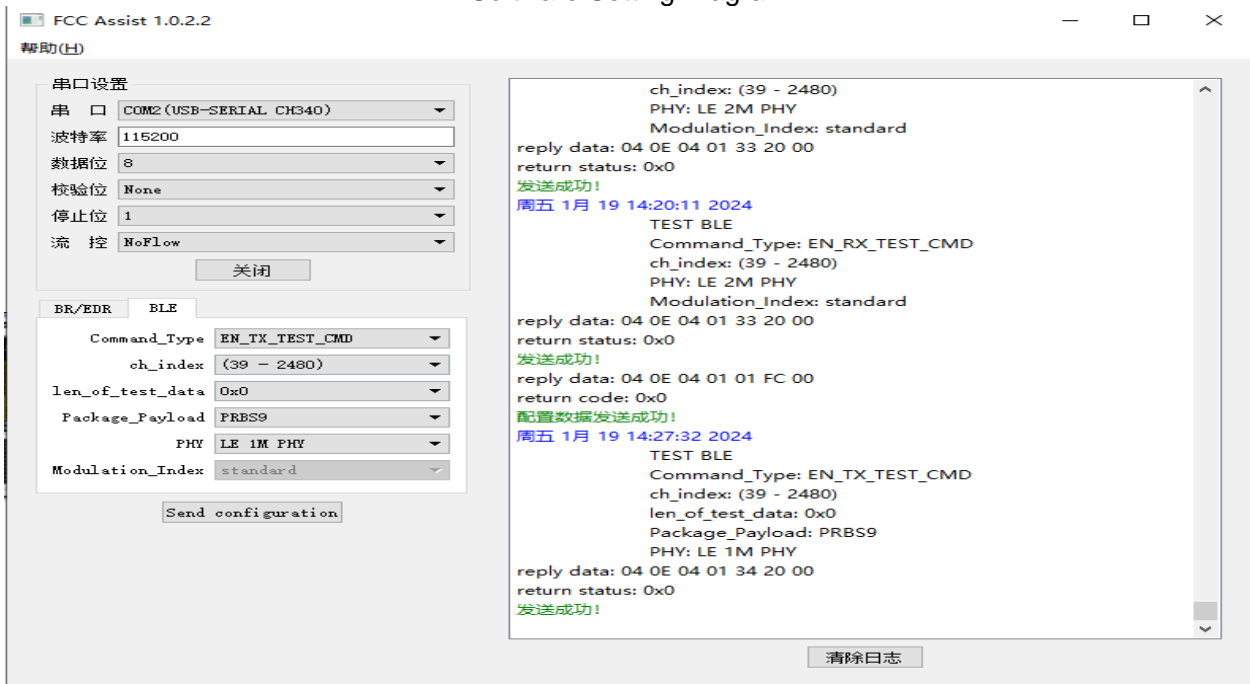 FCC Assist 1.0.2.2
帮助(H)
串口设置
串 口 COM2(USB-SERIAL CH340)
波特率 115200
数据位 8
校验位 None
停止位 1
流 控 NoFlow
关闭
BR/EDR BLE
Command_Type EN_TX_TEST_CMD
ch_index (39 - 2480)
len_of_test_data 0x0
Package_Payload PRBS9
PHY LE 1M PHY
Modulation_Index standard
Send configuration
ch_index: (39 - 2480)
PHY: LE 2M PHY
Modulation_Index: standard
reply data: 04 0E 04 01 33 20 00
return status: 0x0
发送成功!
周五 1月 19 14:20:11 2024
TEST BLE
Command_Type: EN_RX_TEST_CMD
ch_index: (39 - 2480)
PHY: LE 2M PHY
Modulation_Index: standard
reply data: 04 0E 04 01 33 20 00
return status: 0x0
发送成功!
reply data: 04 0E 04 01 01 FC 00
return code: 0x0
配置数据发送成功!
周五 1月 19 14:27:32 2024
TEST BLE
Command_Type: EN_TX_TEST_CMD
ch_index: (39 - 2480)
len_of_test_data: 0x0
Package_Payload: PRBS9
PHY: LE 1M PHY
reply data: 04 0E 04 01 34 20 00
return status: 0x0
发送成功!
清除日志